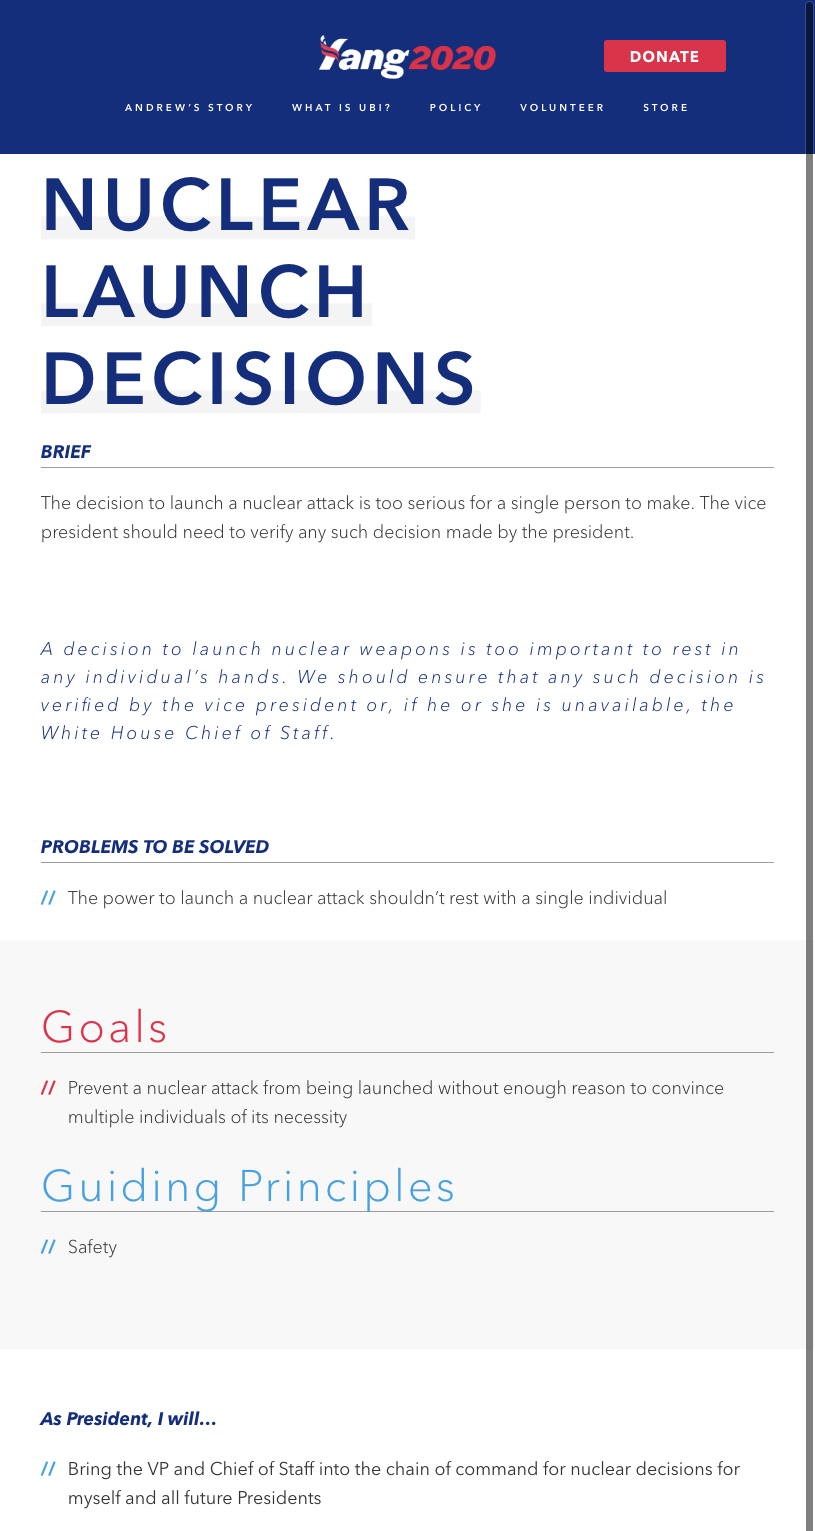 Yang2020
DONATE
ANDREW'S STORY WHAT IS UBI? POLICY VOLUNTEER STORE
NUCLEAR
LAUNCH
DECISIONS
BRIEF
The decision to launch a nuclear attack is too serious for a single person to make. The vice
president should need to verify any such decision made by the president.
A decision to launch nuclear weapons is too important to rest in
any individual's hands. We should ensure that any such decision is
verified by the vice president or, if he or she is unavailable, the
White House Chief of Staff.
PROBLEMS TO BE SOLVED
// The power to launch a nuclear attack shouldn't rest with a single individual
Goals
// Prevent a nuclear attack from being launched without enough reason to convince
multiple individuals of its necessity
Guiding Principles
// Safety
As President, I will...
// Bring the VP and Chief of Staff into the chain of command for nuclear decisions for
myself and all future Presidents